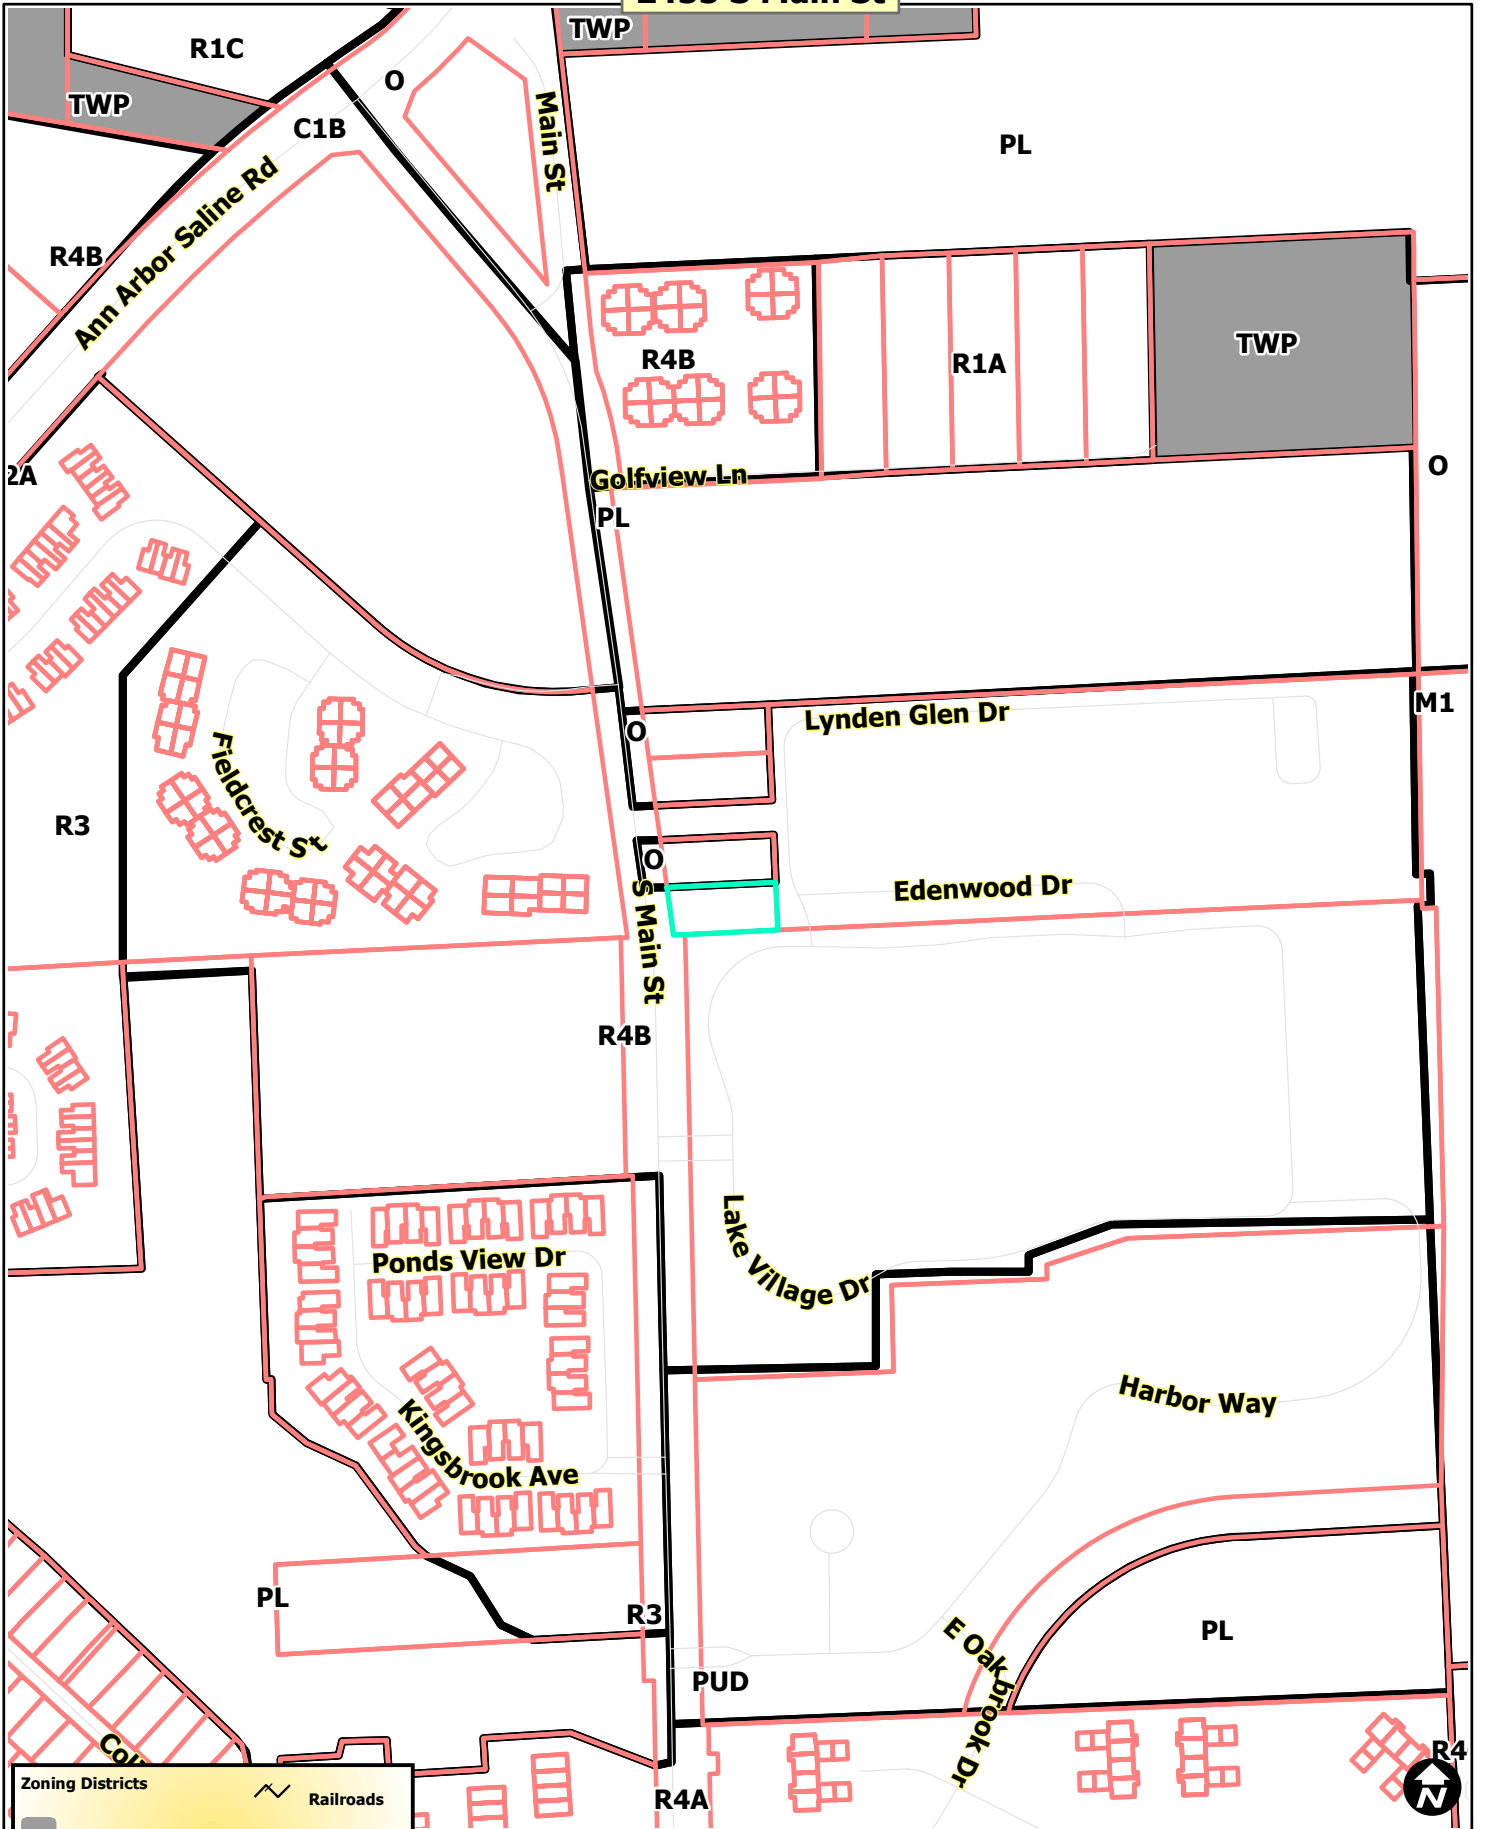 TWP
R1C
O
TWP
C1B
Main St
PL
Ann Arbor Saline Rd
R4B
R4B
R1A
TWP
O
2A
Golfview Ln
PL
M1
Lynden Glen Dr
O
Fieldcrest St
R3
O
Edenwood Dr
S Main St
R4B
Lake Village Dr
Ponds View Dr
Harbor Way
Kingsbrook Ave
PL
R3
E Oakbrook Dr
PL
PUD
R4
N
R4A
Zoning Districts
Railroads